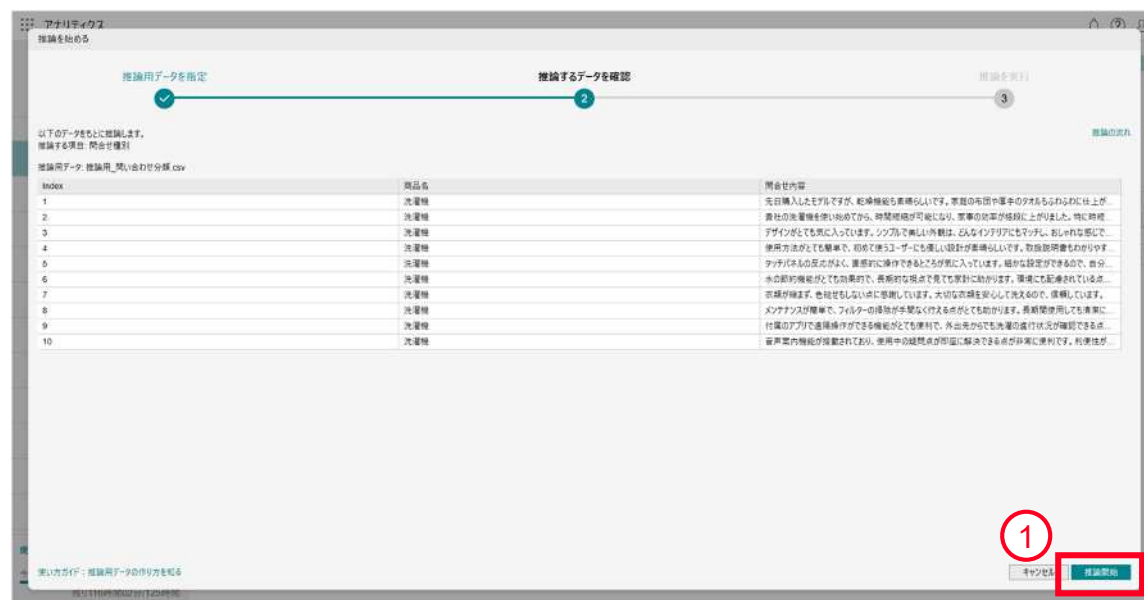 アナリティクス
推論を始める
推論用データを指定
推論するデータを確認
推論を実行
2
3
以下のデータをもとに推論します。
推論の流れ
推論する項目: 問合せ種別
推論用データ: 推論用_問い合わせ分類.csv
Index 商品名 問合せ内容
1 洗濯機 先日購入したモデルですが、乾燥機能も素晴らしいです。家庭の布団や厚手のタオルもふわふわに仕上が...
2 洗濯機 貴社の洗濯機を使い始めてから、時間短縮が可能になり、家事の効率が格段に上がりました。特に時短...
3 洗濯機 デザインがとても気に入っています。シンプルで美しい外観は、どんなインテリアにもマッチし、おしゃれな感じで...
4 洗濯機 使用方法がとても簡単で、初めて使うユーザーにも優しい設計が素晴らしいです。取扱説明書もわかりやす...
5 洗濯機 タッチパネルの反応がよく、直感的に操作できるところが気に入っています。細かな設定ができるので、自分...
6 洗濯機 水の節約機能がとても効果的で、長期的な視点で見ても家計に助かります。環境にも配慮されている点...
7 洗濯機 衣類が縮まず、色褪せもしない点に感謝しています。大切な衣類を安心して洗えるので、信頼しています。
8 洗濯機 メンテナンスが簡単で、フィルターの掃除が手間なく行える点がとても助かります。長期間使用しても清潔に...
9 洗濯機 付属のアプリで遠隔操作ができる機能がとても便利で、外出先からでも洗濯の進行状況が確認できる点...
10 洗濯機 音声案内機能が搭載されており、使用中の疑問点が即座に解決できる点が非常に便利です。利便性が...
1
使い方ガイド：推論用データの作り方を知る
キャンセル
推論開始
残り116時間02分/125時間